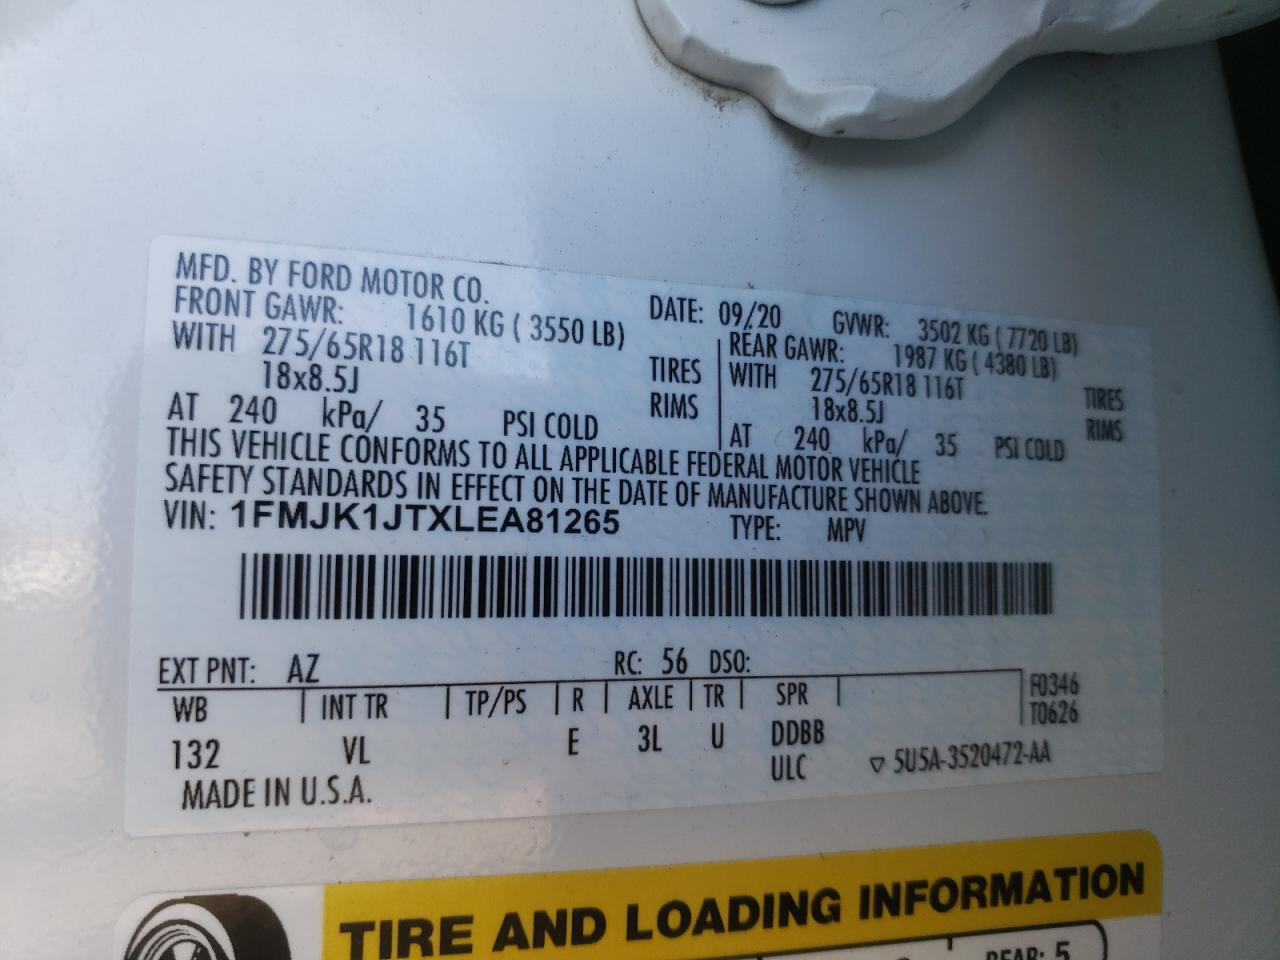 MFD. BY FORD MOTOR CO.
DATE: 09/20 GVWR: 3502 KG ( 7720 LB)
FRONT GAWR: 1610 KG ( 3550 LB)
WITH 275/65R18 116T TIRES
18x8.5J RIMS
AT 240 kPa/ 35 PSI COLD
REAR GAWR: 1987 KG ( 4380 LB)
WITH 275/65R18 116T TIRES
18x8.5J RIMS
AT 240 kPa/ 35 PSI COLD
THIS VEHICLE CONFORMS TO ALL APPLICABLE FEDERAL MOTOR VEHICLE
SAFETY STANDARDS IN EFFECT ON THE DATE OF MANUFACTURE SHOWN ABOVE.
VIN: 1FMJK1JTXLEA81265 TYPE: MPV
EXT PNT: AZ RC: 56 DSO:
WB INT TR TP/PS R AXLE TR SPR F0346
T0626
132 VL E 3L U DDBB
ULC ▽ 5U5A-3520472-AA
MADE IN U.S.A.
TIRE AND LOADING INFORMATION
REAR: 5